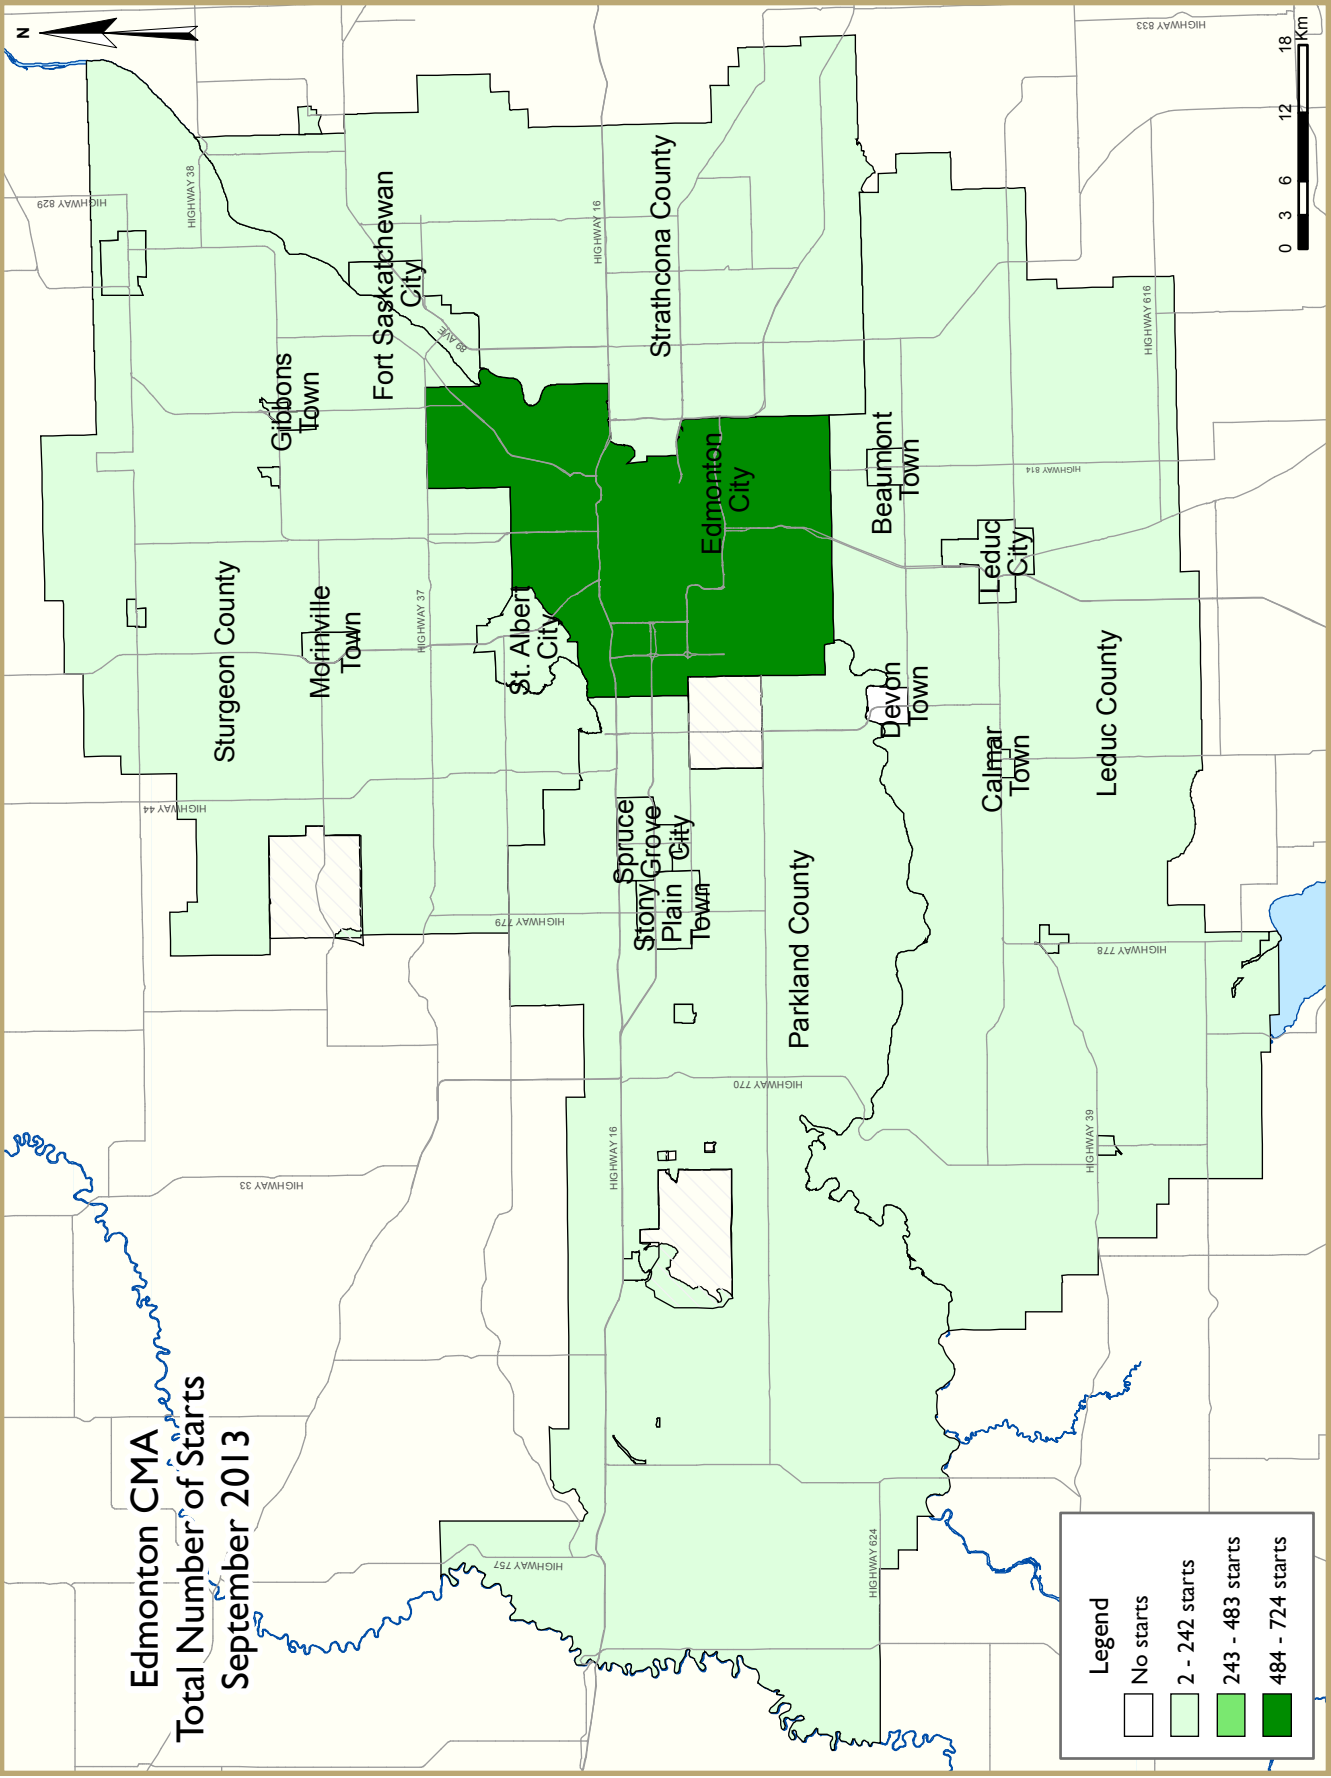 Edmonton CMA
Total Number of Starts
September 2013
N
HIGHWAY 829
HIGHWAY 38
HIGHWAY 833
Gibbons
Town
Fort Saskatchewan
City
89 AVE
HIGHWAY 16
Strathcona County
Sturgeon County
Morinville
Town
HIGHWAY 37
St. Albert
City
HIGHWAY 44
Edmonton
City
Beaumont
Town
HIGHWAY 814
HIGHWAY 616
Leduc
City
Devon
Town
Calmar
Town
Leduc County
Spruce
Grove
City
Stony
Plain
Town
HIGHWAY 779
Parkland County
HIGHWAY 770
HIGHWAY 778
HIGHWAY 39
HIGHWAY 16
HIGHWAY 33
HIGHWAY 757
HIGHWAY 624
Legend
No starts
2 - 242 starts
243 - 483 starts
484 - 724 starts
0 3 6 12 18
Km